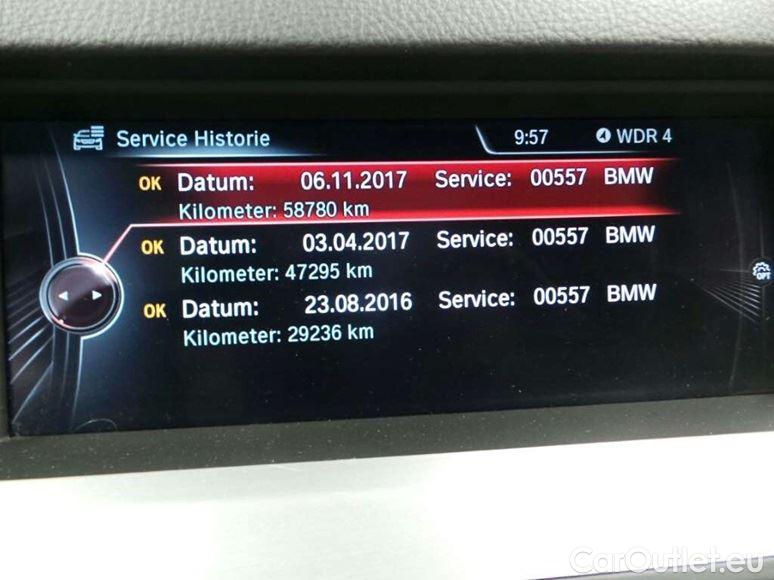 Service Historie 9:57 WDR 4
OK Datum: 06.11.2017 Service: 00557 BMW
Kilometer: 58780 km
OK Datum: 03.04.2017 Service: 00557 BMW
Kilometer: 47295 km
OK Datum: 23.08.2016 Service: 00557 BMW
Kilometer: 29236 km
OPT
CarOutlet.eu